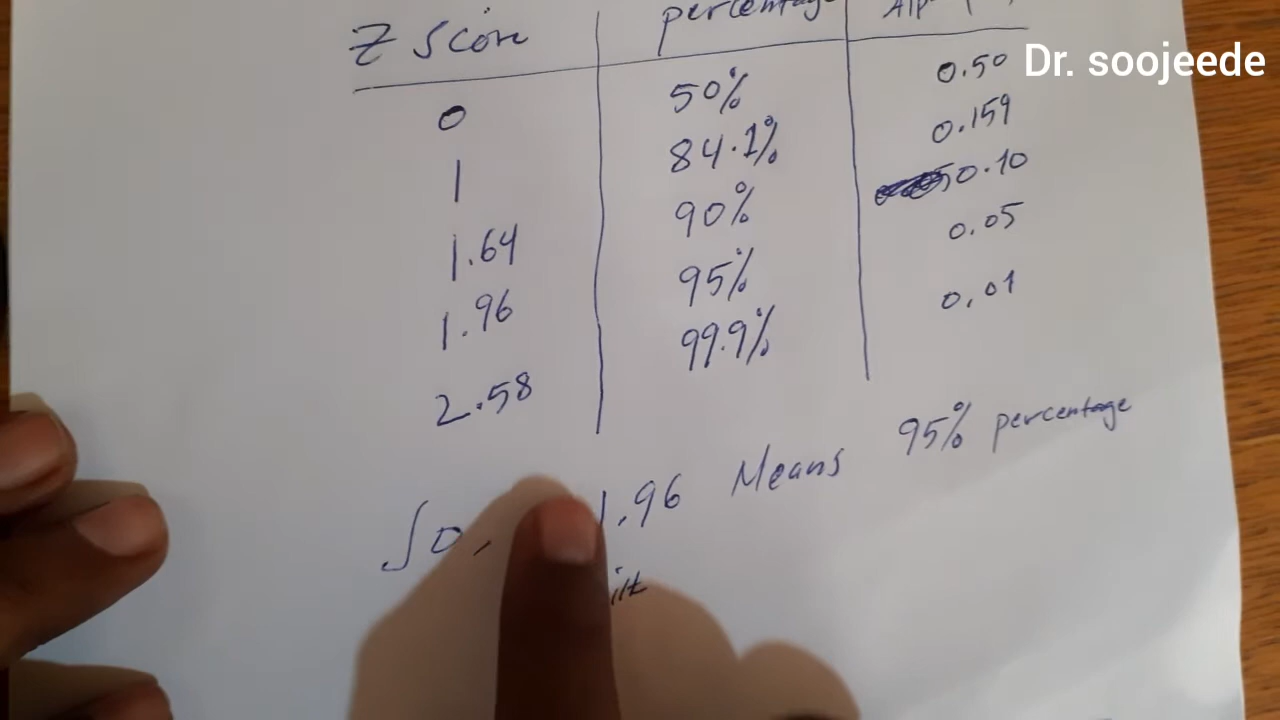 Z Score percentage
Dr. soojeede
0 50% 0.50
1 84.1% 0.159
1.64 90% 0.10
1.96 95% 0.05
2.58 99.9% 0.01
So, 1.96 Means 95% percentage